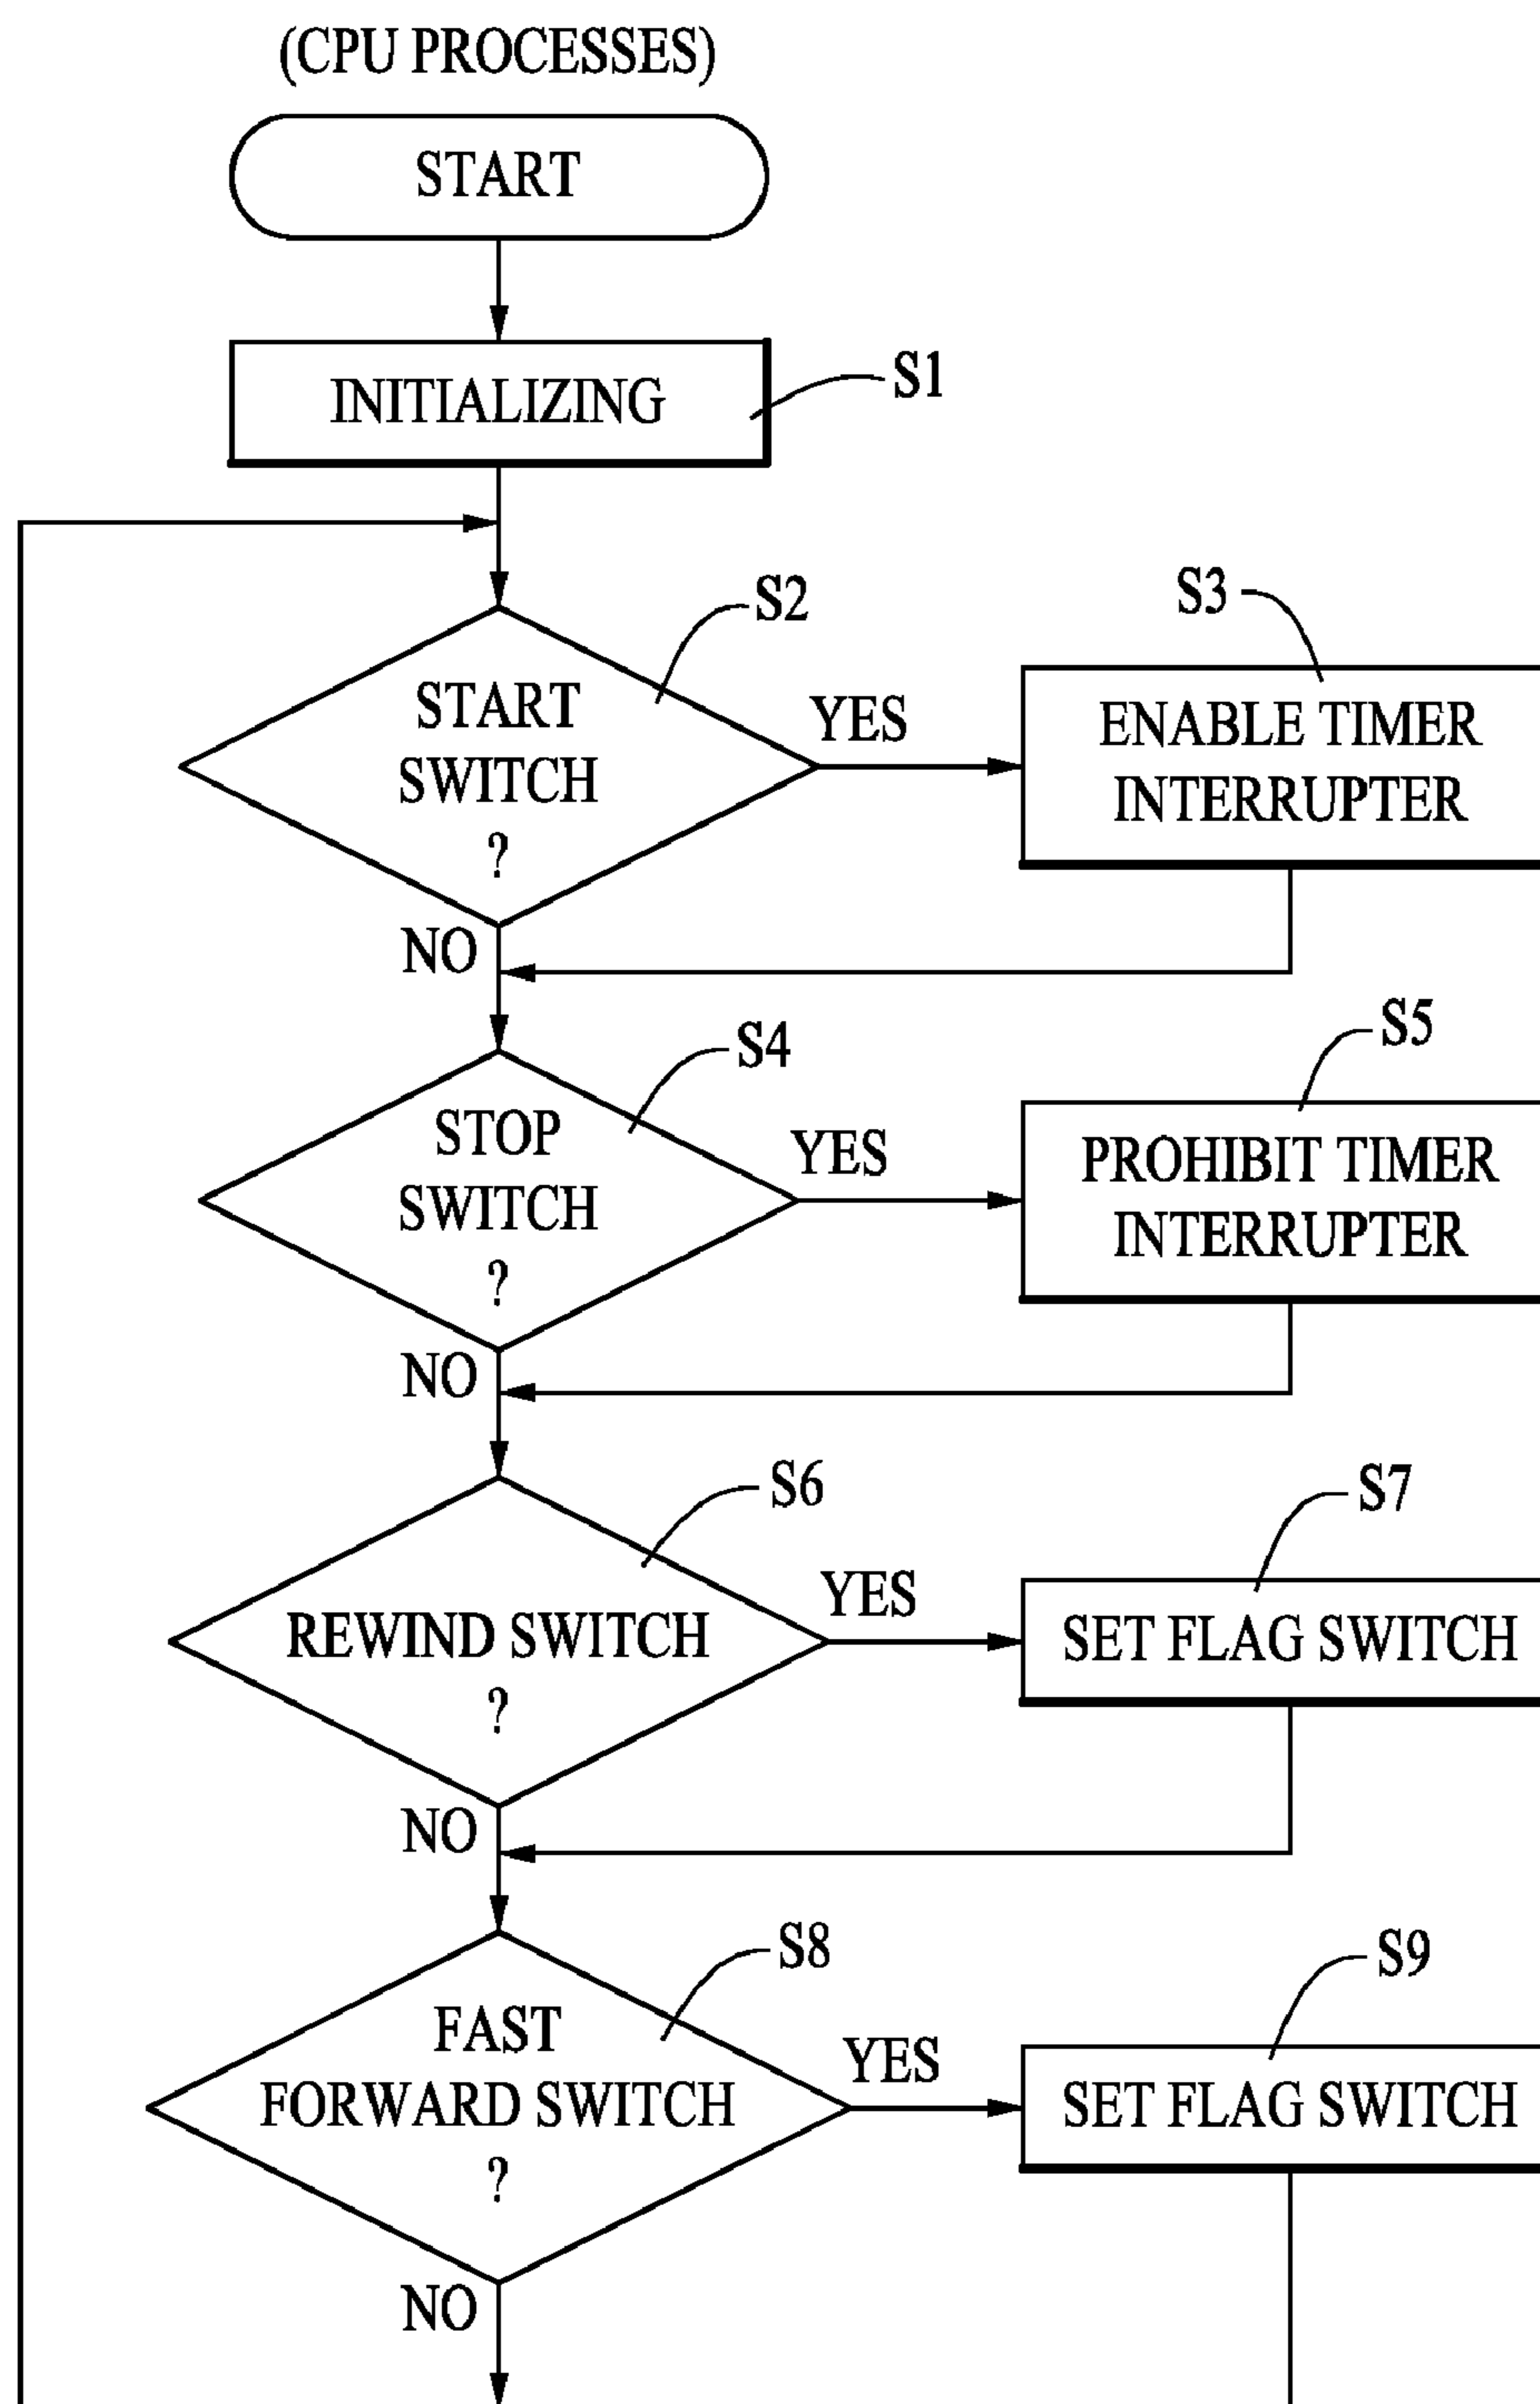 (CPU PROCESSES)
START
INITIALIZING
S1
S2
S3
START
SWITCH
?
YES
ENABLE TIMER
INTERRUPTER
NO
S4
S5
STOP
SWITCH
?
YES
PROHIBIT TIMER
INTERRUPTER
NO
S6
S7
REWIND SWITCH
?
YES
SET FLAG SWITCH
NO
S8
S9
FAST
FORWARD SWITCH
?
YES
SET FLAG SWITCH
NO